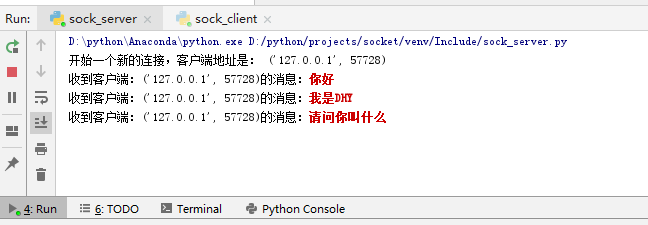 Run: sock_server × sock_client ×
D:\python\Anaconda\python.exe D:/python/projects/socket/venv/Include/sock_server.py
开始一个新的连接，客户端地址是： ('127.0.0.1', 57728)
收到客户端：('127.0.0.1', 57728)的消息：你好
收到客户端：('127.0.0.1', 57728)的消息：我是DMY
收到客户端：('127.0.0.1', 57728)的消息：请问你叫什么
4: Run 6: TODO Terminal Python Console